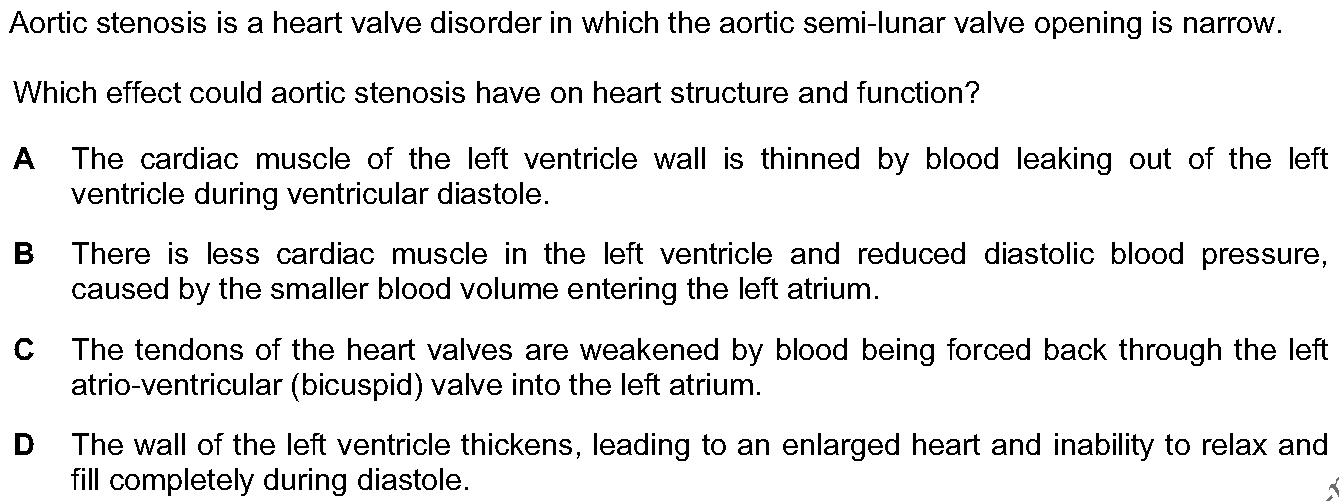 Aortic stenosis is a heart valve disorder in which the aortic semi-lunar valve opening is narrow.
Which effect could aortic stenosis have on heart structure and function?
A The cardiac muscle of the left ventricle wall is thinned by blood leaking out of the left
ventricle during ventricular diastole.
B There is less cardiac muscle in the left ventricle and reduced diastolic blood pressure,
caused by the smaller blood volume entering the left atrium.
C The tendons of the heart valves are weakened by blood being forced back through the left
atrio-ventricular (bicuspid) valve into the left atrium.
D The wall of the left ventricle thickens, leading to an enlarged heart and inability to relax and
fill completely during diastole.